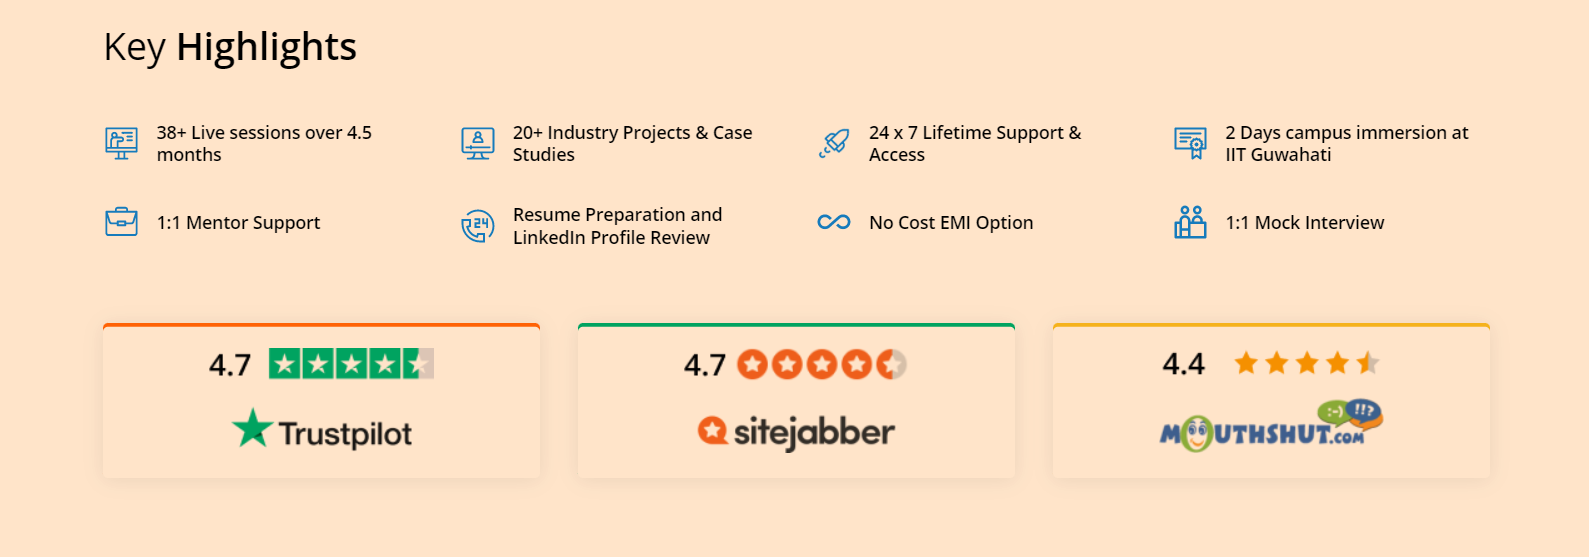 Key Highlights
38+ Live sessions over 4.5
months
20+ Industry Projects & Case
Studies
24 x 7 Lifetime Support &
Access
2 Days campus immersion at
IIT Guwahati
1:1 Mentor Support
24
Resume Preparation and
LinkedIn Profile Review
No Cost EMI Option
1:1 Mock Interview
4.7
Trustpilot
4.7
sitejabber
4.4
MOUTHSHUT.COM
:-) !!?